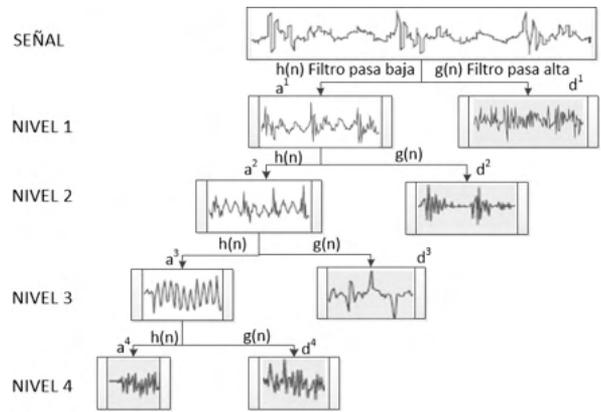 SEÑAL
h(n) Filtro pasa baja g(n) Filtro pasa alta
a¹ d¹
NIVEL 1
h(n) g(n)
a² d²
NIVEL 2
h(n) g(n)
a³ d³
NIVEL 3
h(n) g(n)
a⁴ d⁴
NIVEL 4